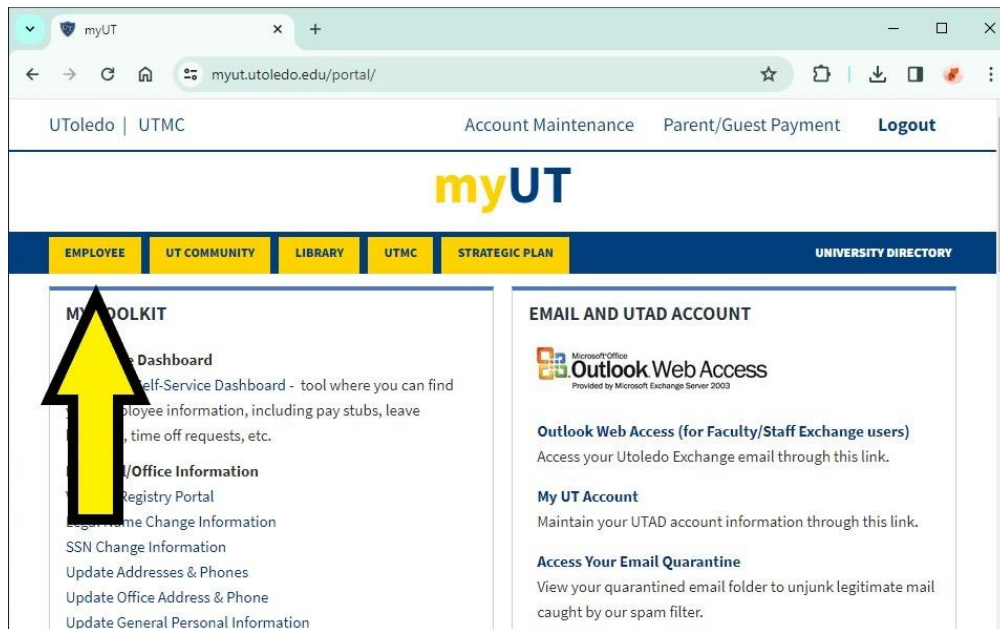 myUT
myut.utoledo.edu/portal/
UToledo | UTMC
Account Maintenance Parent/Guest Payment Logout
myUT
EMPLOYEE UT COMMUNITY LIBRARY UTMC STRATEGIC PLAN UNIVERSITY DIRECTORY
MY TOOLKIT
Dashboard
Self-Service Dashboard - tool where you can find
employee information, including pay stubs, leave
, time off requests, etc.
/Office Information
Registry Portal
Legal Name Change Information
SSN Change Information
Update Addresses & Phones
Update Office Address & Phone
Update General Personal Information
EMAIL AND UTAD ACCOUNT
Microsoft Office
Outlook Web Access
Provided by Microsoft Exchange Server 2003
Outlook Web Access (for Faculty/Staff Exchange users)
Access your Utoledo Exchange email through this link.
My UT Account
Maintain your UTAD account information through this link.
Access Your Email Quarantine
View your quarantined email folder to unjunk legitimate mail
caught by our spam filter.